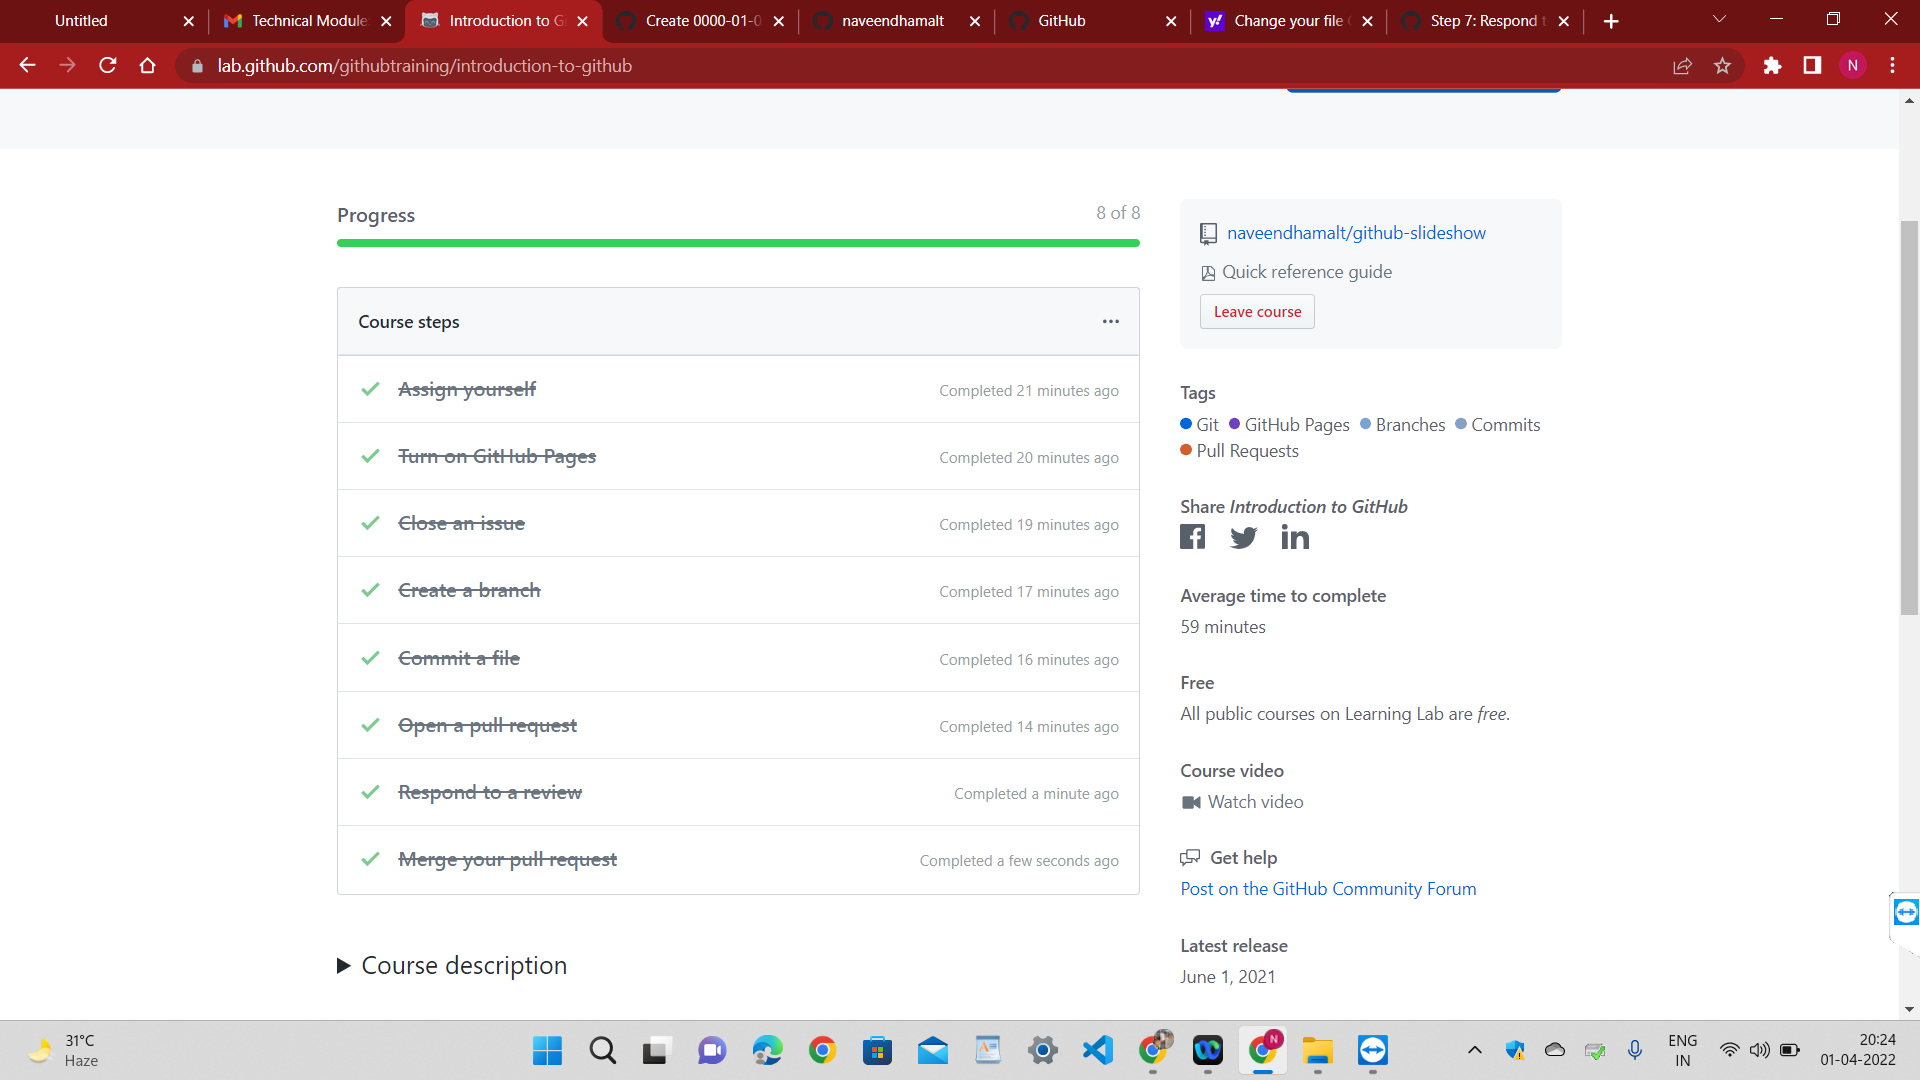 Untitled
Technical Module
Introduction to G
Create 0000-01-0
naveendhamalt
GitHub
Change your file
Step 7: Respond t
lab.github.com/githubtraining/introduction-to-github
N
Progress
8 of 8
Course steps
Assign yourself
Completed 21 minutes ago
Turn on GitHub Pages
Completed 20 minutes ago
Close an issue
Completed 19 minutes ago
Create a branch
Completed 17 minutes ago
Commit a file
Completed 16 minutes ago
Open a pull request
Completed 14 minutes ago
Respond to a review
Completed a minute ago
Merge your pull request
Completed a few seconds ago
Course description
naveendhamalt/github-slideshow
Quick reference guide
Leave course
Tags
Git GitHub Pages Branches Commits
Pull Requests
Share Introduction to GitHub
Average time to complete
59 minutes
Free
All public courses on Learning Lab are free.
Course video
Watch video
Get help
Post on the GitHub Community Forum
Latest release
June 1, 2021
31°C
Haze
N
ENG
IN
20:24
01-04-2022